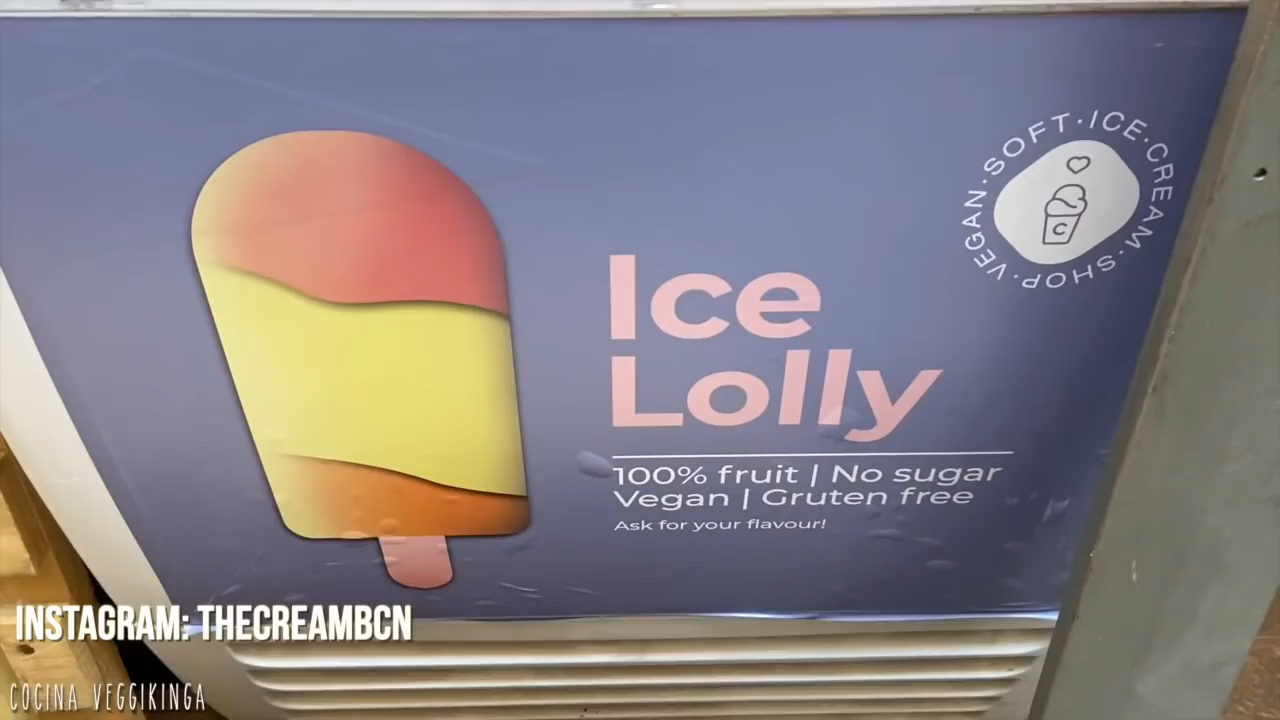 VEGAN·SOFT·ICE·CREAM·SHOP·
C
Ice
Lolly
100% fruit | No sugar
Vegan | Gruten free
Ask for your flavour!
INSTAGRAM: THECREAMBCN
COCINA VEGGIKINGA